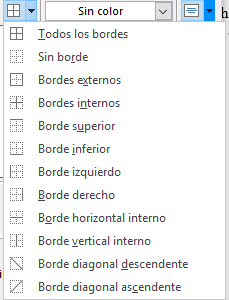 Sin color
Todos los bordes
Sin borde
Bordes externos
Bordes internos
Borde superior
Borde inferior
Borde izquierdo
Borde derecho
Borde horizontal interno
Borde vertical interno
Borde diagonal descendente
Borde diagonal ascendente